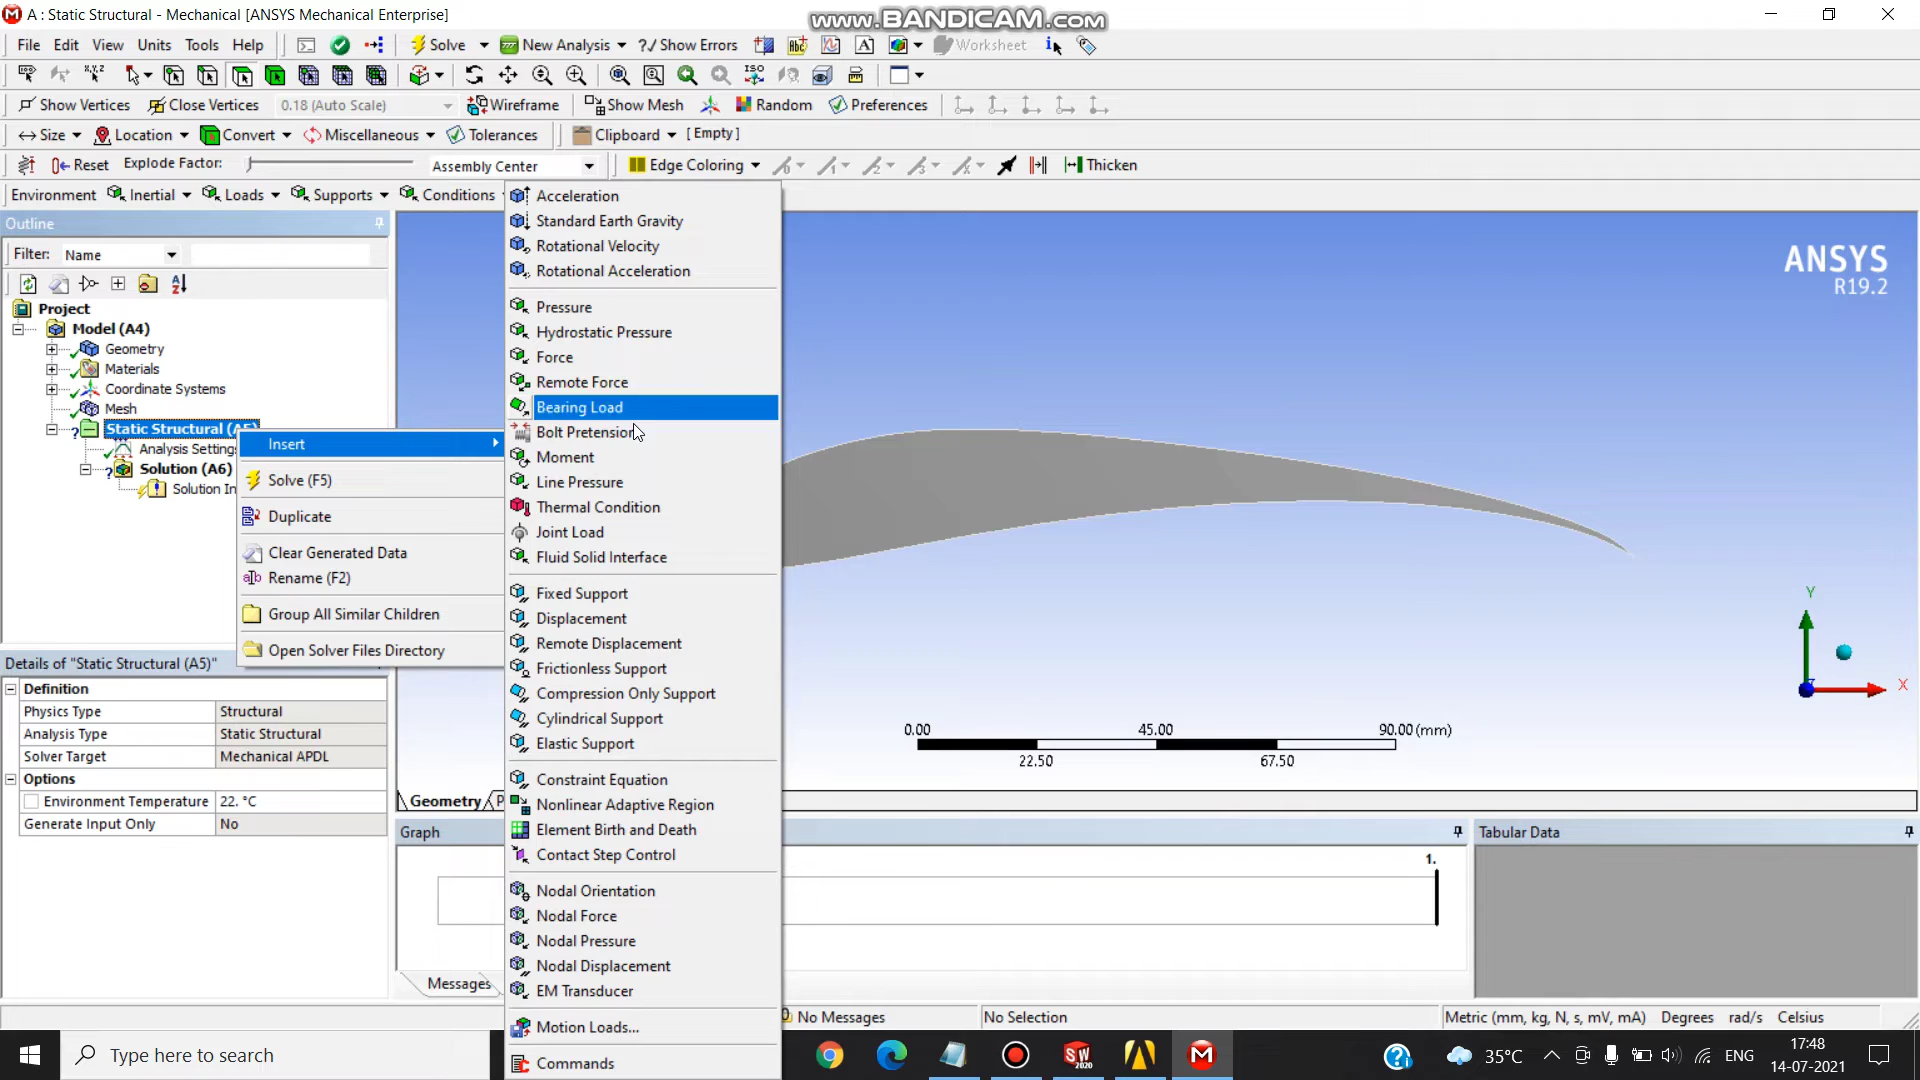 A : Static Structural - Mechanical [ANSYS Mechanical Enterprise]
www.BANDICAM.com
File Edit View Units Tools Help Solve New Analysis ?/ Show Errors Worksheet
Show Vertices Close Vertices 0.18 (Auto Scale) Wireframe Show Mesh Random Preferences
Size Location Convert Miscellaneous Tolerances Clipboard [ Empty ]
Reset Explode Factor: Assembly Center Edge Coloring Thicken
Environment Inertial Loads Supports Conditions
Outline
Filter: Name
Project
Model (A4)
Geometry
Materials
Coordinate Systems
Mesh
Static Structural (A5)
Analysis Settings
Solution (A6)
Solution In
Insert
Solve (F5)
Duplicate
Clear Generated Data
Rename (F2)
Group All Similar Children
Open Solver Files Directory
Acceleration
Standard Earth Gravity
Rotational Velocity
Rotational Acceleration
Pressure
Hydrostatic Pressure
Force
Remote Force
Bearing Load
Bolt Pretension
Moment
Line Pressure
Thermal Condition
Joint Load
Fluid Solid Interface
Fixed Support
Displacement
Remote Displacement
Frictionless Support
Compression Only Support
Cylindrical Support
Elastic Support
Constraint Equation
Nonlinear Adaptive Region
Element Birth and Death
Contact Step Control
Nodal Orientation
Nodal Force
Nodal Pressure
Nodal Displacement
EM Transducer
Motion Loads...
Commands
ANSYS
R19.2
Y
X
0.00 45.00 90.00 (mm)
22.50 67.50
Details of "Static Structural (A5)"
Definition
Physics Type Structural
Analysis Type Static Structural
Solver Target Mechanical APDL
Options
Environment Temperature 22. °C
Generate Input Only No
Geometry P
Graph
1.
Messages
Tabular Data
No Messages No Selection Metric (mm, kg, N, s, mV, mA) Degrees rad/s Celsius
Type here to search
35°C ENG
17:48
14-07-2021